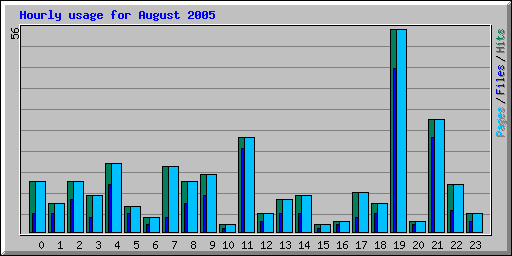 Hourly usage for August 2005
56
Pages/Files/Hits
0 1 2 3 4 5 6 7 8 9 10 11 12 13 14 15 16 17 18 19 20 21 22 23